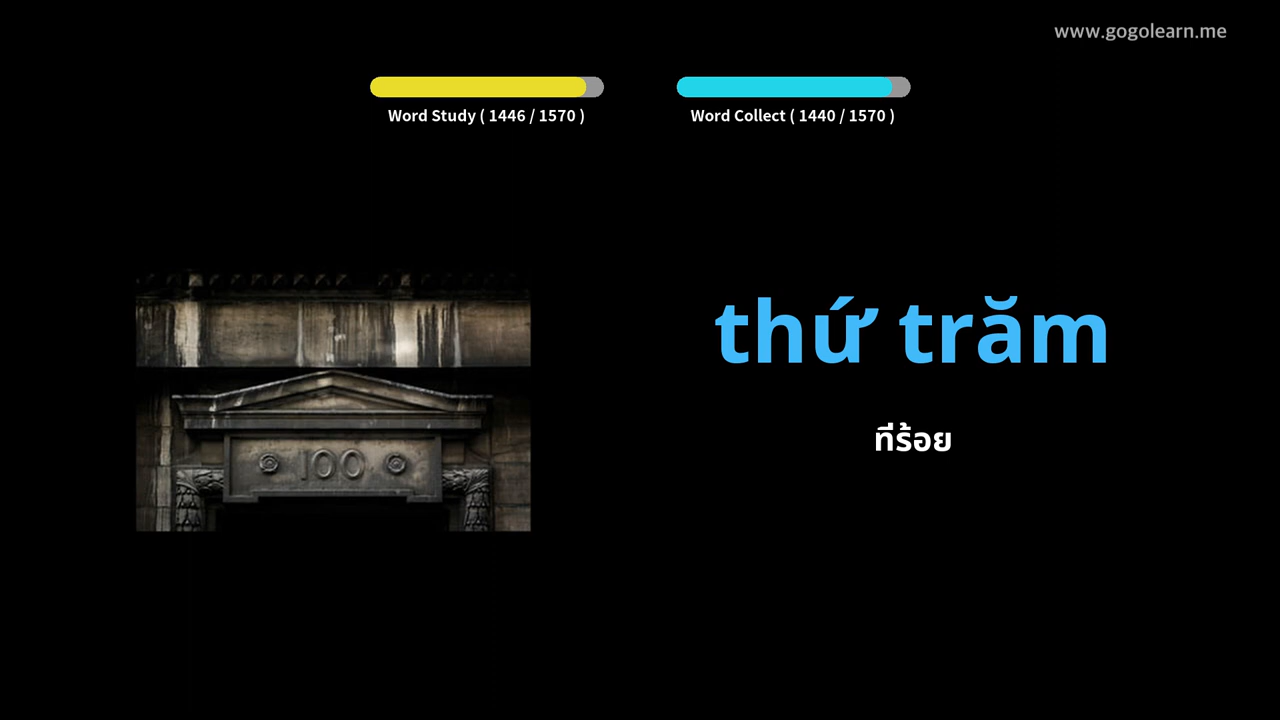 www.gogolearn.me
Word Study ( 1446 / 1570 )
Word Collect ( 1440 / 1570 )
thứ trăm
ที่ร้อย
100